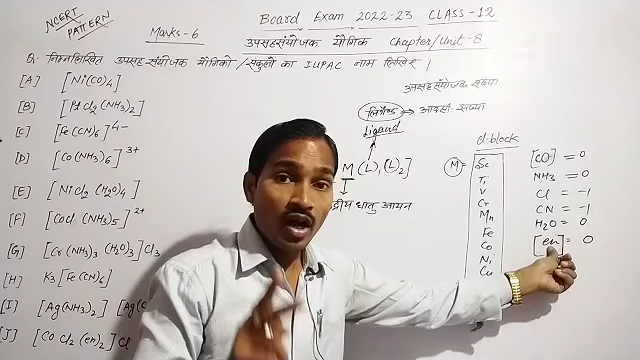 NCERT
PATTERN
Marks-6
Board Exam 2022-23 CLASS-12
उपसहसंयोजक यौगिक Chapter/Unit-8
Q. निम्नलिखित उपसह-संयोजक यौगिको /संकुलों का IUPAC नाम लिखिए।
उपसहसंयोजक संख्या
लिगैण्ड → आक्सी. संख्या
Ligand
d-block
[A] [Ni(CO)4]
[B] [Pt Cl2 (NH3)2]
[C] [Fe(CN)6]4-
[D] [Co(NH3)6]3+
[E] [NiCl2 (H2O)4]
[F] [CoCl (NH3)5]2+
[G] [Cr(NH3)3 (H2O)3]Cl3
[H] K3[Fe(CN)6]
[I] [Ag(NH3)2] [Ag(C
[J] [Co Cl2 (en)2]Cl
M (L)1 (L)2]
द्रीय धातु आयन
M = Sc
Ti
V
Cr
Mn
Fe
Co
Ni
Cu
[CO] = 0
NH3 = 0
Cl = -1
CN = -1
H2O = 0
[en] = 0